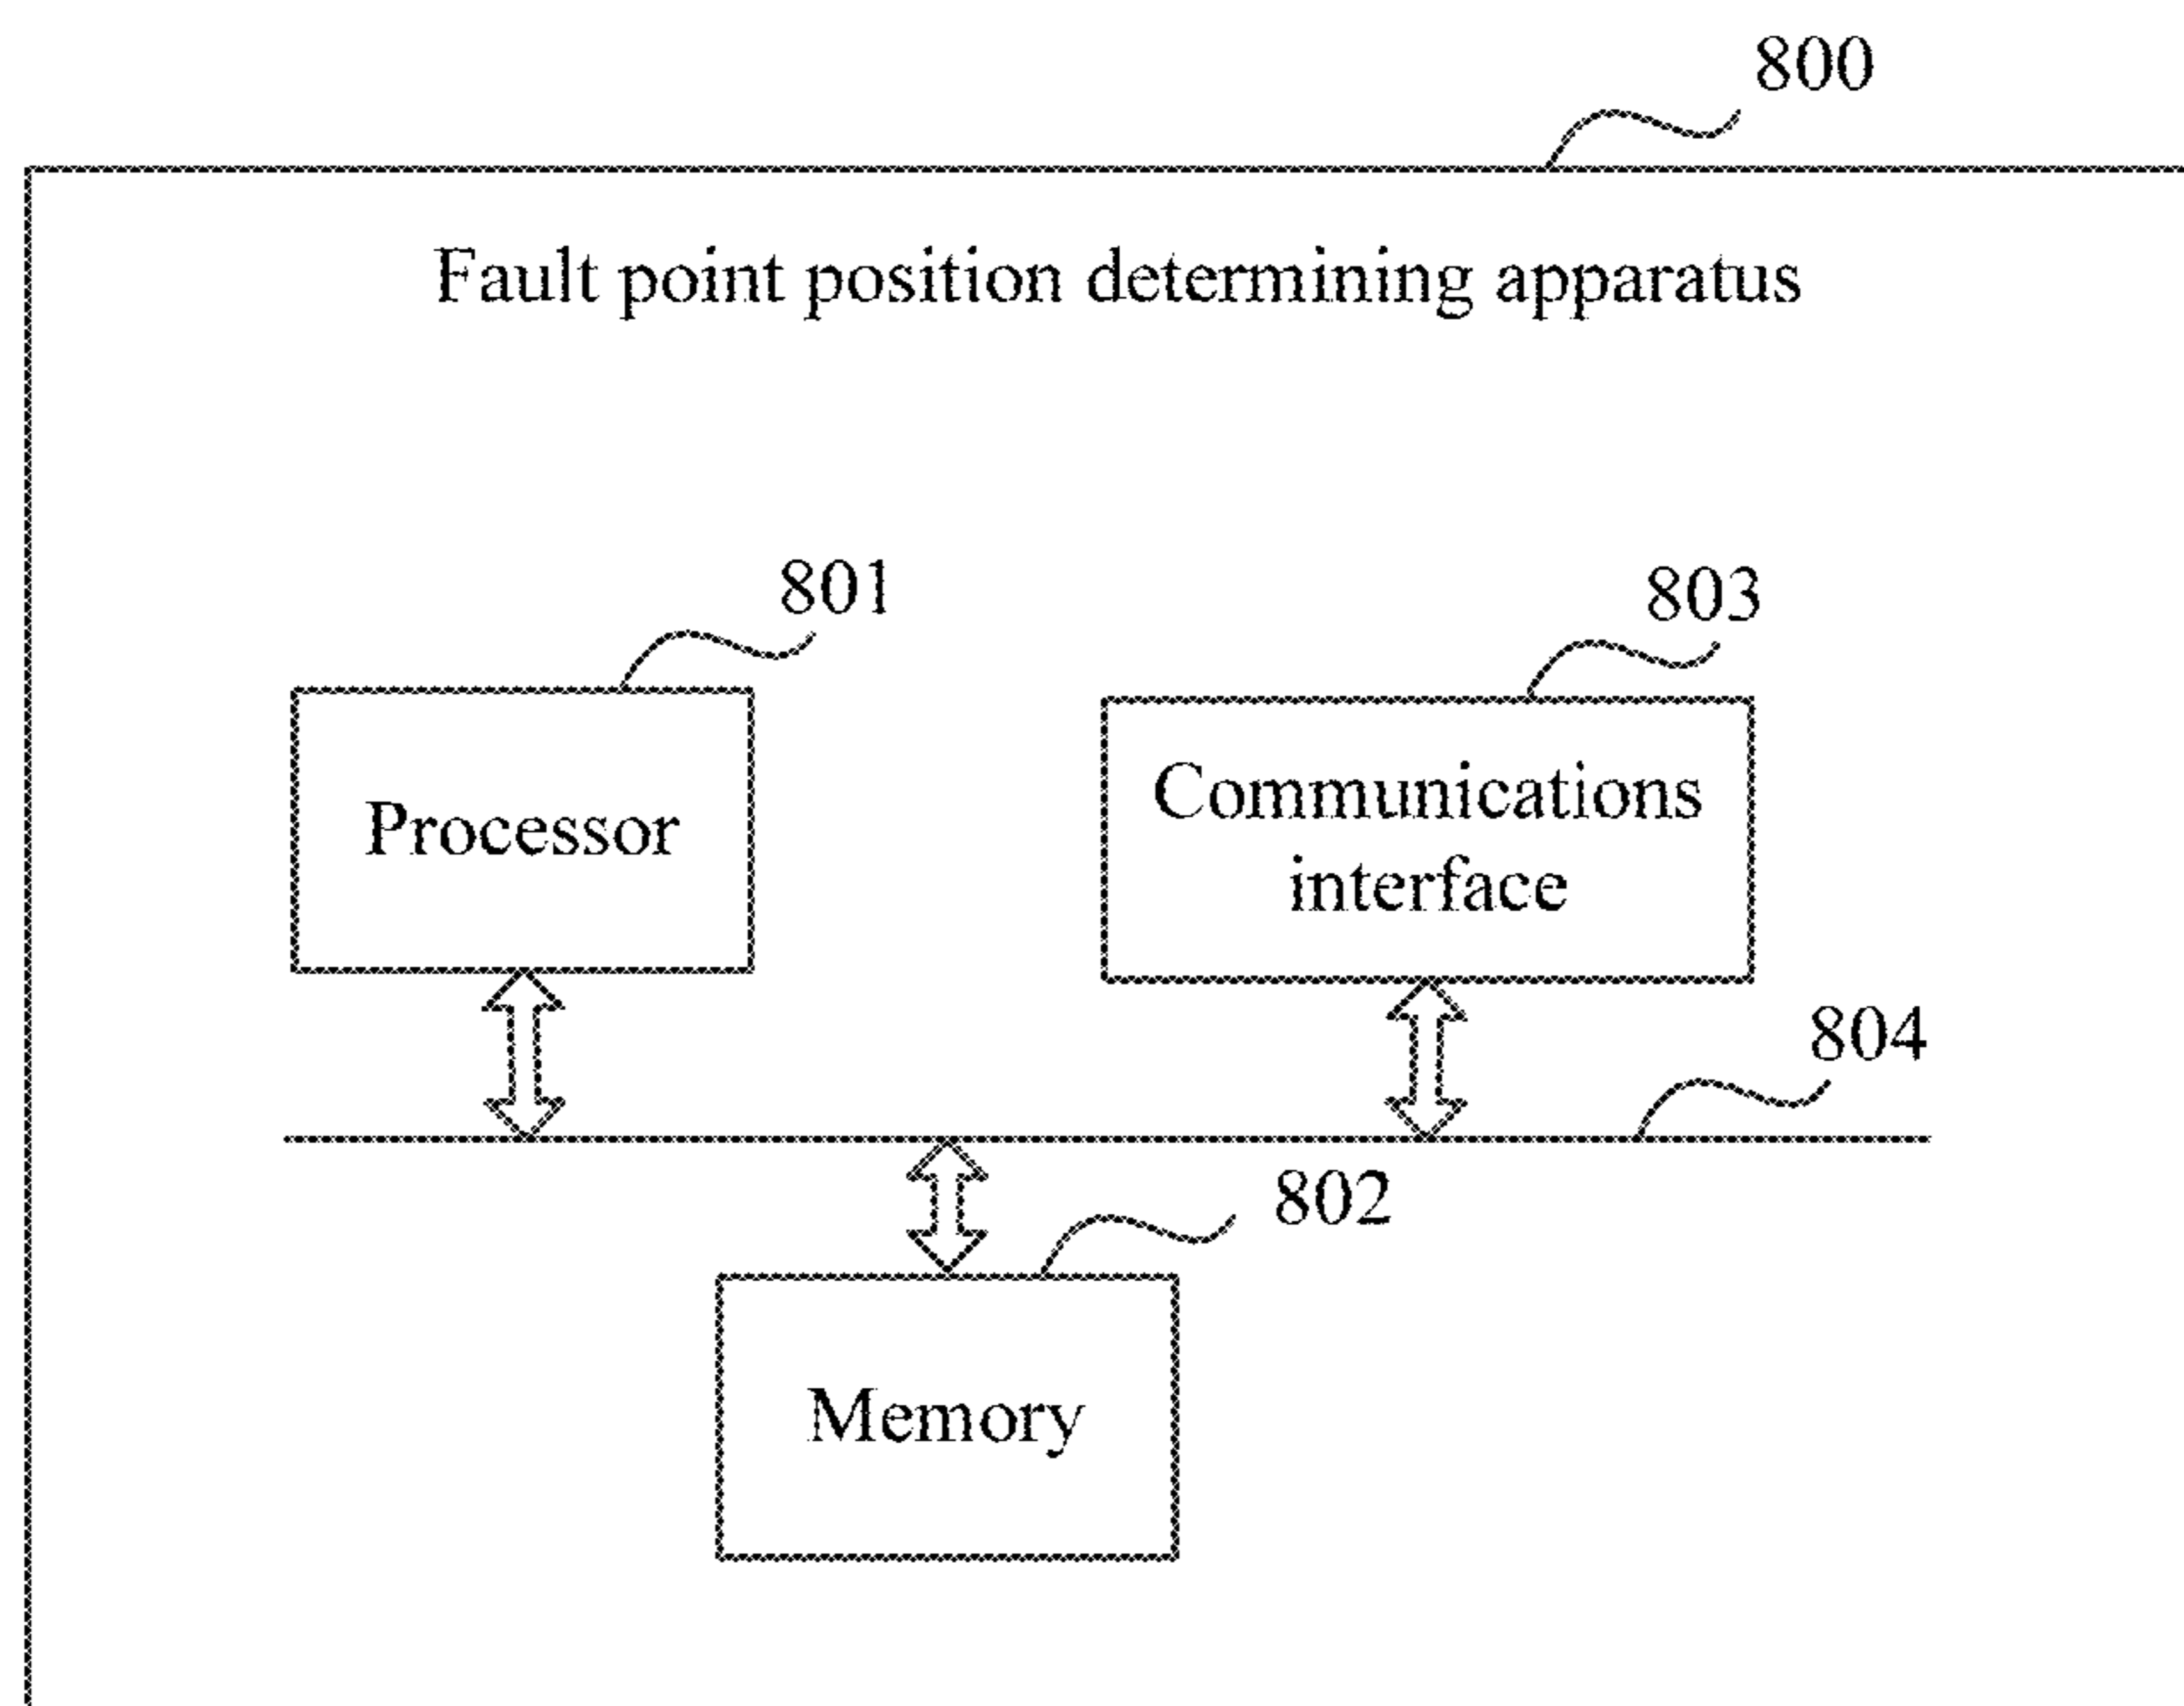 800
Fault point position determining apparatus
801
803
Processor
Communications
interface
804
802
Memory